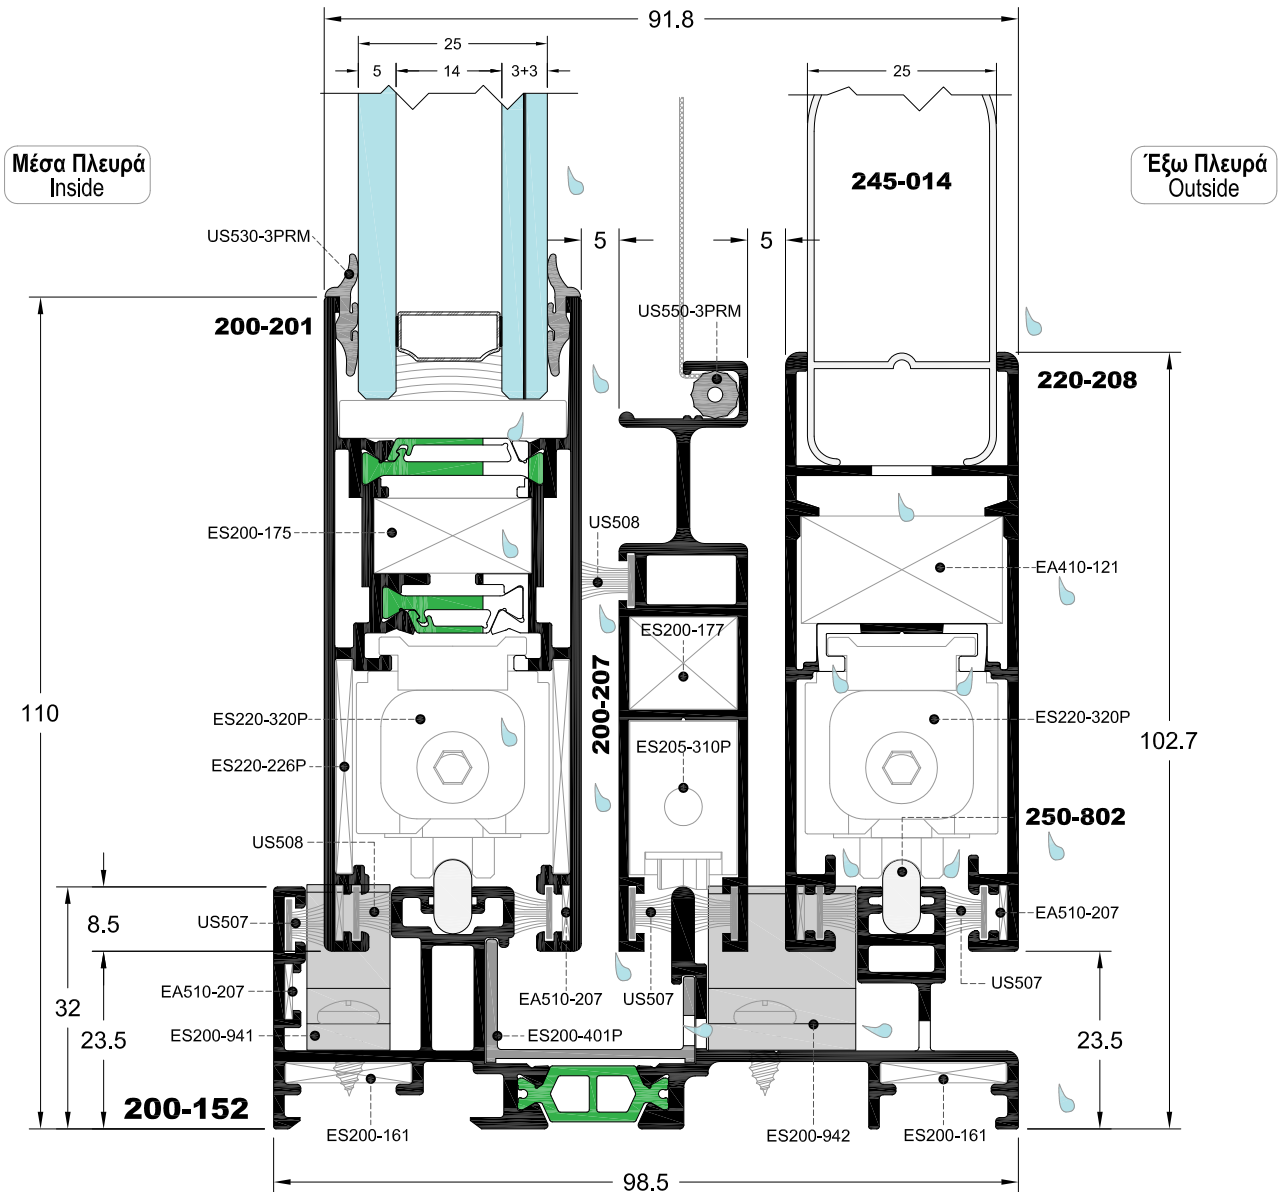 91.8
25
5
14
3+3
25
Μέσα Πλευρά
Inside
Έξω Πλευρά
Outside
245-014
US530-3PRM
5
5
200-201
US550-3PRM
220-208
ES200-175
US508
EA410-121
ES200-177
200-207
110
ES220-320P
ES205-310P
ES220-320P
102.7
ES220-226P
250-802
US508
8.5
US507
EA510-207
32
EA510-207
EA510-207
US507
US507
23.5
ES200-941
ES200-401P
23.5
200-152
ES200-161
ES200-942
ES200-161
98.5